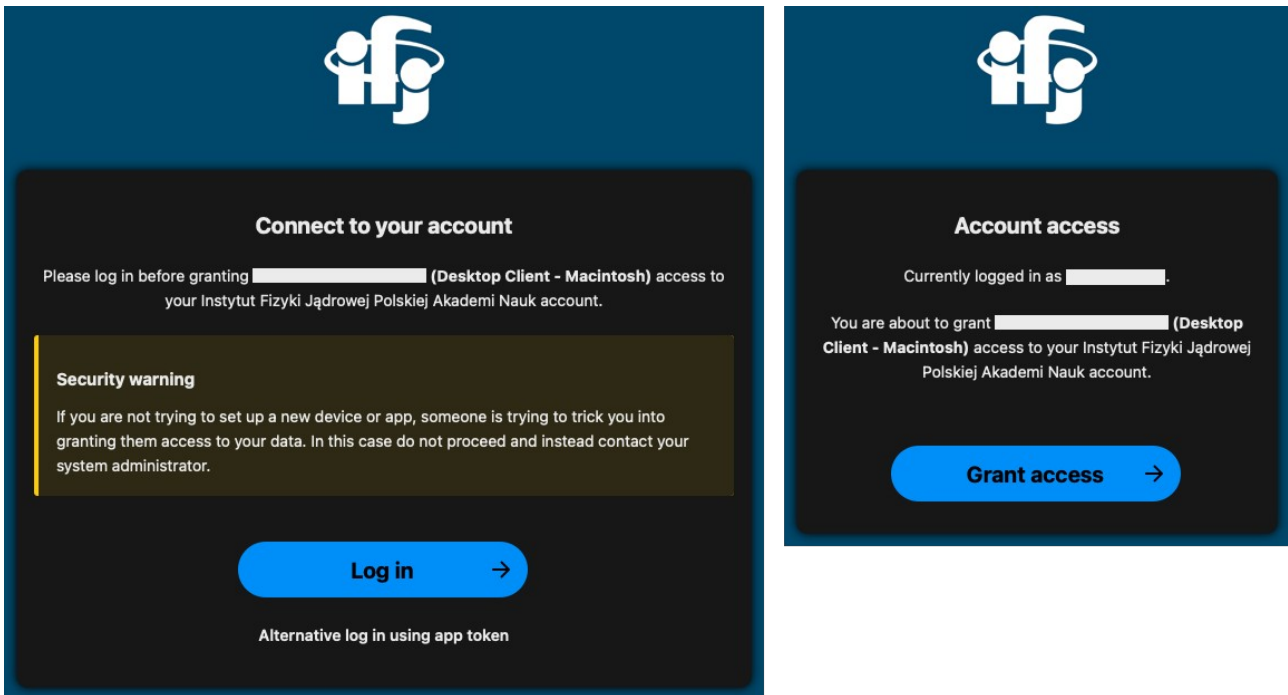 ifj
Connect to your account
Please log in before granting (Desktop Client - Macintosh) access to
your Instytut Fizyki Jądrowej Polskiej Akademi Nauk account.
Security warning
If you are not trying to set up a new device or app, someone is trying to trick you into
granting them access to your data. In this case do not proceed and instead contact your
system administrator.
Log in →
Alternative log in using app token
ifj
Account access
Currently logged in as .
You are about to grant (Desktop
Client - Macintosh) access to your Instytut Fizyki Jądrowej
Polskiej Akademi Nauk account.
Grant access →